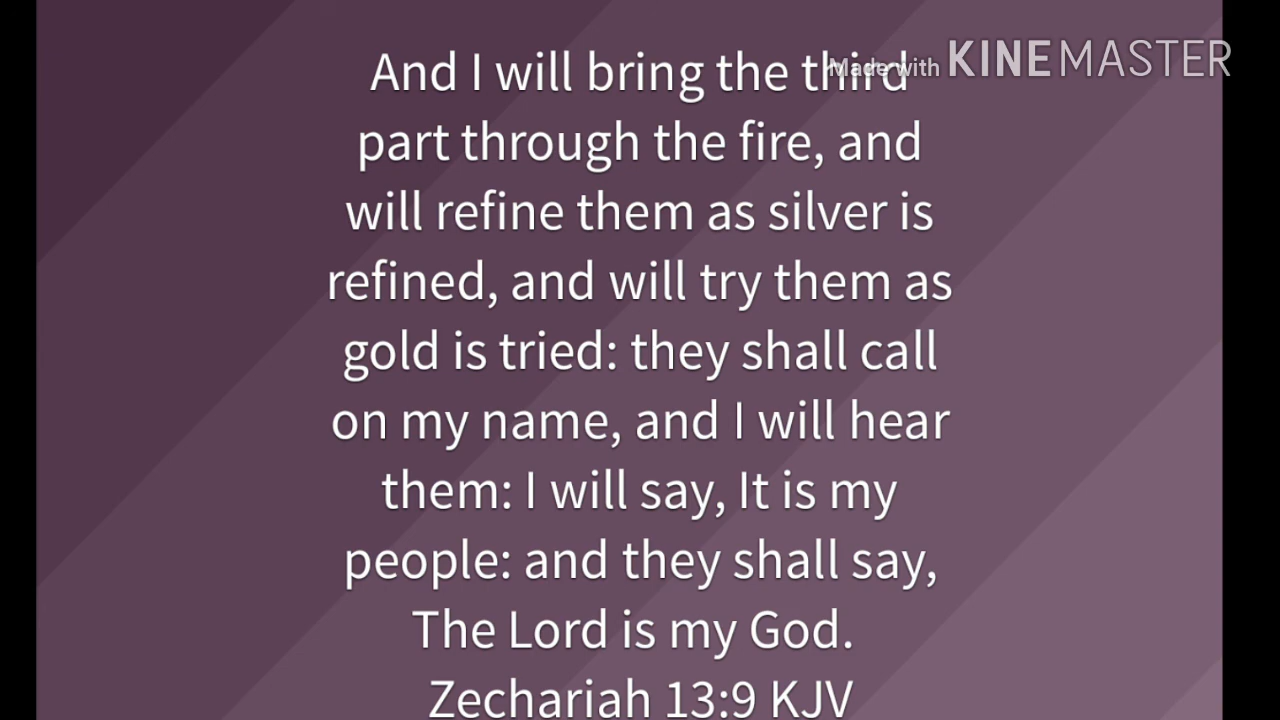 Made with KINEMASTER
And I will bring the third
part through the fire, and
will refine them as silver is
refined, and will try them as
gold is tried: they shall call
on my name, and I will hear
them: I will say, It is my
people: and they shall say,
The Lord is my God.
Zechariah 13:9 KJV